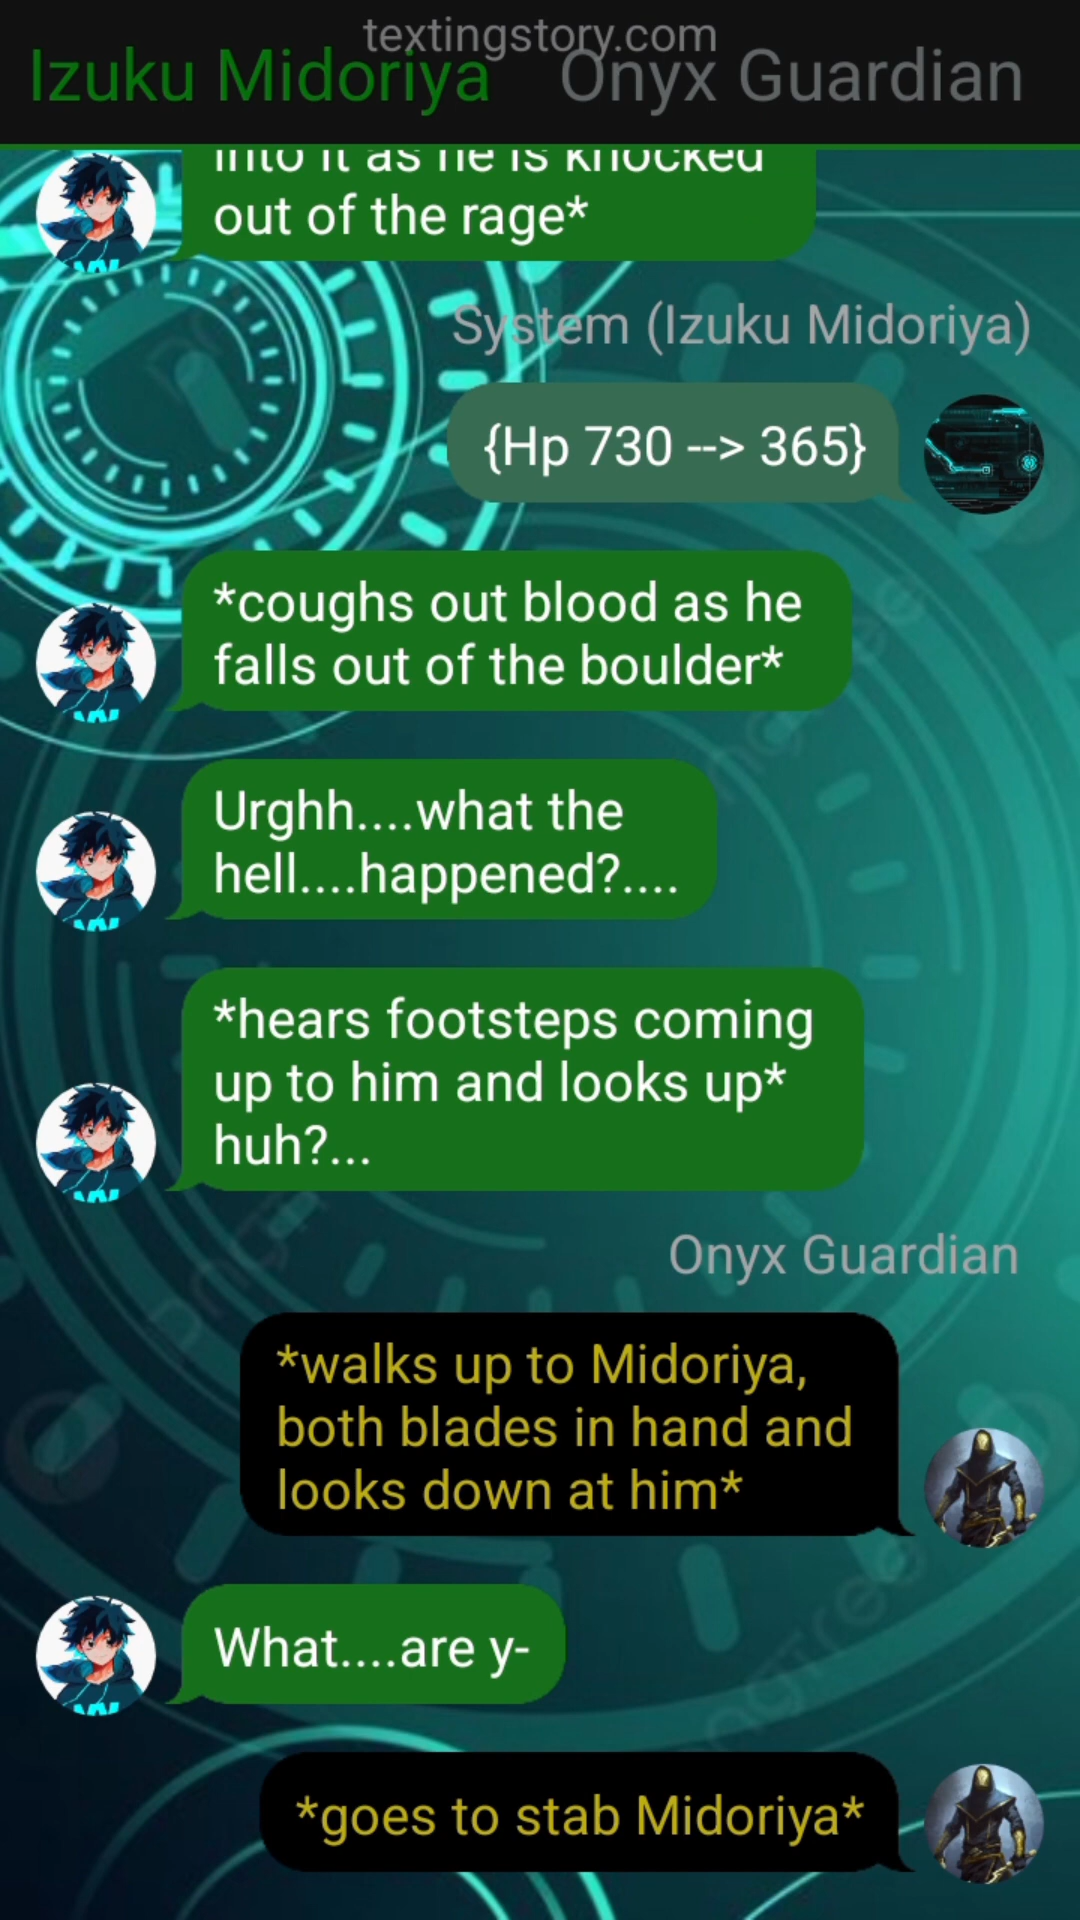 textingstory.com
Izuku Midoriya Onyx Guardian
into it as he is knocked
out of the rage*
System (Izuku Midoriya)
{Hp 730 --> 365}
*coughs out blood as he
falls out of the boulder*
Urghh....what the
hell....happened?....
*hears footsteps coming
up to him and looks up*
huh?...
Onyx Guardian
*walks up to Midoriya,
both blades in hand and
looks down at him*
What....are y-
*goes to stab Midoriya*